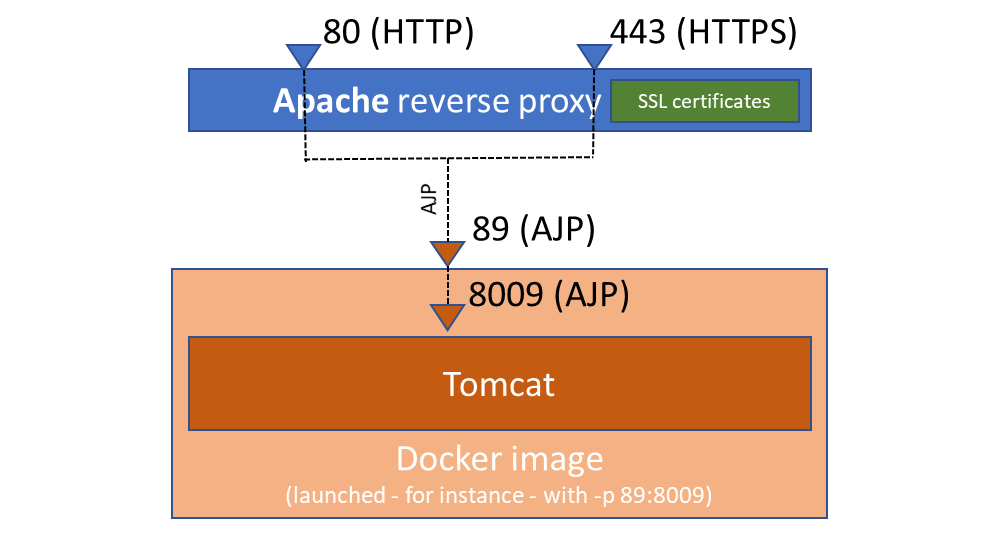 80 (HTTP)
443 (HTTPS)
Apache reverse proxy
SSL certificates
AJP
89 (AJP)
8009 (AJP)
Tomcat
Docker image
(launched - for instance - with -p 89:8009)